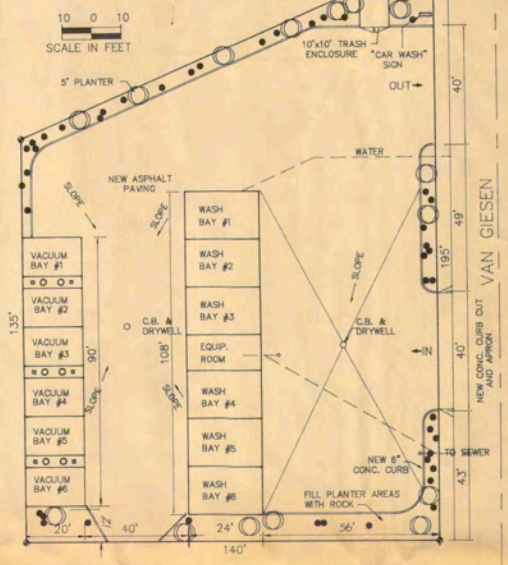 10 0 10
SCALE IN FEET
10'x10' TRASH
ENCLOSURE
"CAR WASH"
SIGN
5' PLANTER
OUT
40'
WATER
NEW ASPHALT
PAVING
SLOPE
SLOPE
WASH
BAY #1
WASH
BAY #2
WASH
BAY #3
EQUIP.
ROOM
WASH
BAY #4
WASH
BAY #5
WASH
BAY #6
VACUUM
BAY #1
VACUUM
BAY #2
VACUUM
BAY #3
VACUUM
BAY #4
VACUUM
BAY #5
VACUUM
BAY #6
135'
90'
SLOPE
C.B. &
DRYWELL
108'
SLOPE
SLOPE
C.B. &
DRYWELL
49'
195'
VAN GIESEN
IN
40'
NEW CONC. CURB CUT
AND APRON
TO SEWER
NEW 6"
CONC. CURB
43'
FILL PLANTER AREAS
WITH ROCK
20'
12'
40'
24'
56'
140'